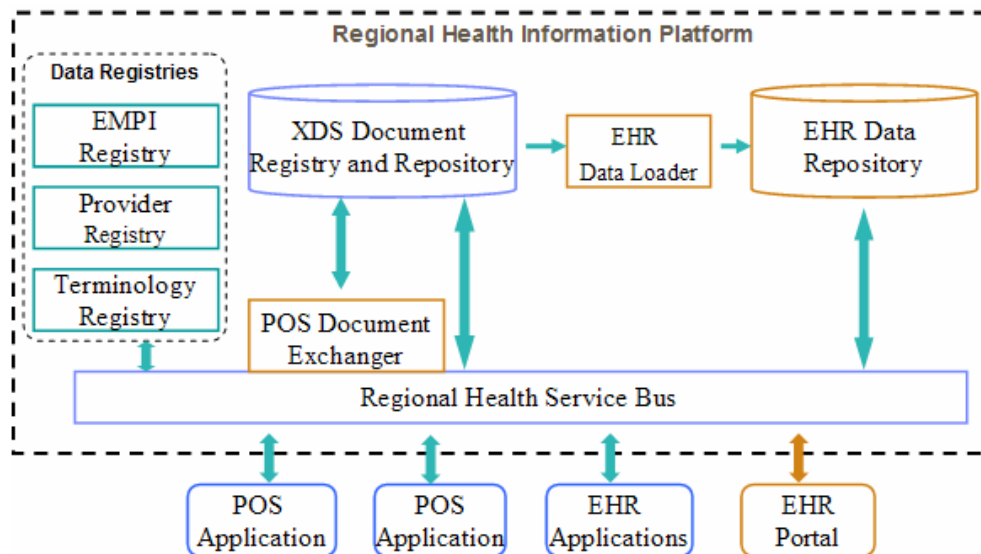 Regional Health Information Platform
Data Registries
EMPI
Registry
Provider
Registry
Terminology
Registry
XDS Document
Registry and Repository
EHR
Data Loader
EHR Data
Repository
POS Document
Exchanger
Regional Health Service Bus
POS
Application
POS
Application
EHR
Applications
EHR
Portal